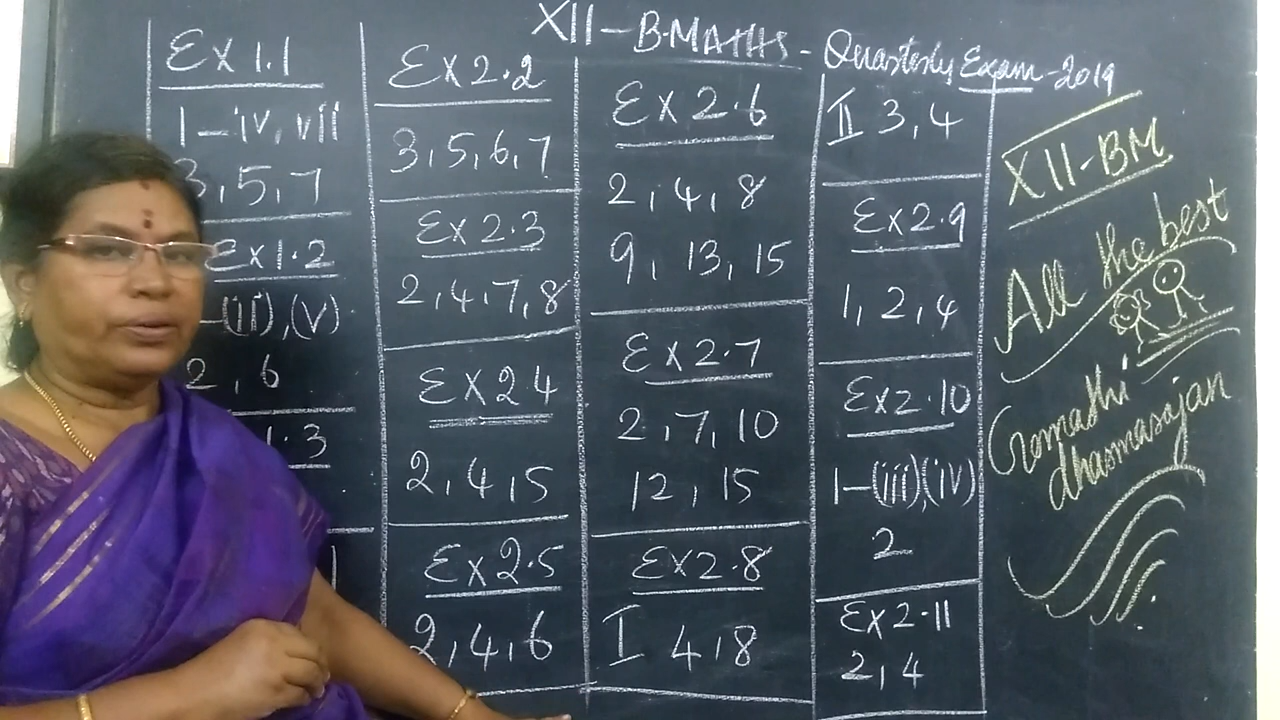 XII - B.MATHS - Quarterly Exam - 2019
Ex 1.1
1 - iv, vii
3, 5, 7
Ex 1.2
- (ii), (v)
2, 6
1.3
Ex 2.2
3, 5, 6, 7
Ex 2.3
2, 4, 7, 8
Ex 2.4
2, 4, 5
Ex 2.5
2, 4, 6
Ex 2.6
2, 4, 8
9, 13, 15
Ex 2.7
2, 7, 10
12, 15
Ex 2.8
I 4, 8
II 3, 4
Ex 2.9
1, 2, 4
Ex 2.10
1 - (iii), (iv)
2
Ex 2.11
2, 4
XII - BM
All the best
Gomathi
dharmarajan